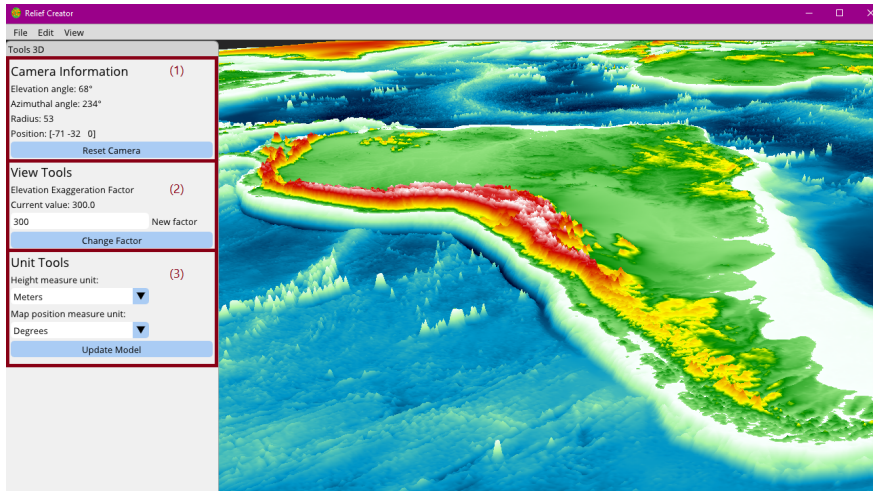 Relief Creator
File Edit View
Tools 3D
Camera Information (1)
Elevation angle: 68°
Azimuthal angle: 234°
Radius: 53
Position: [-71 -32 0]
Reset Camera
View Tools
(2)
Elevation Exaggeration Factor
Current value: 300.0
300 New factor
Change Factor
Unit Tools
(3)
Height measure unit:
Meters
Map position measure unit:
Degrees
Update Model